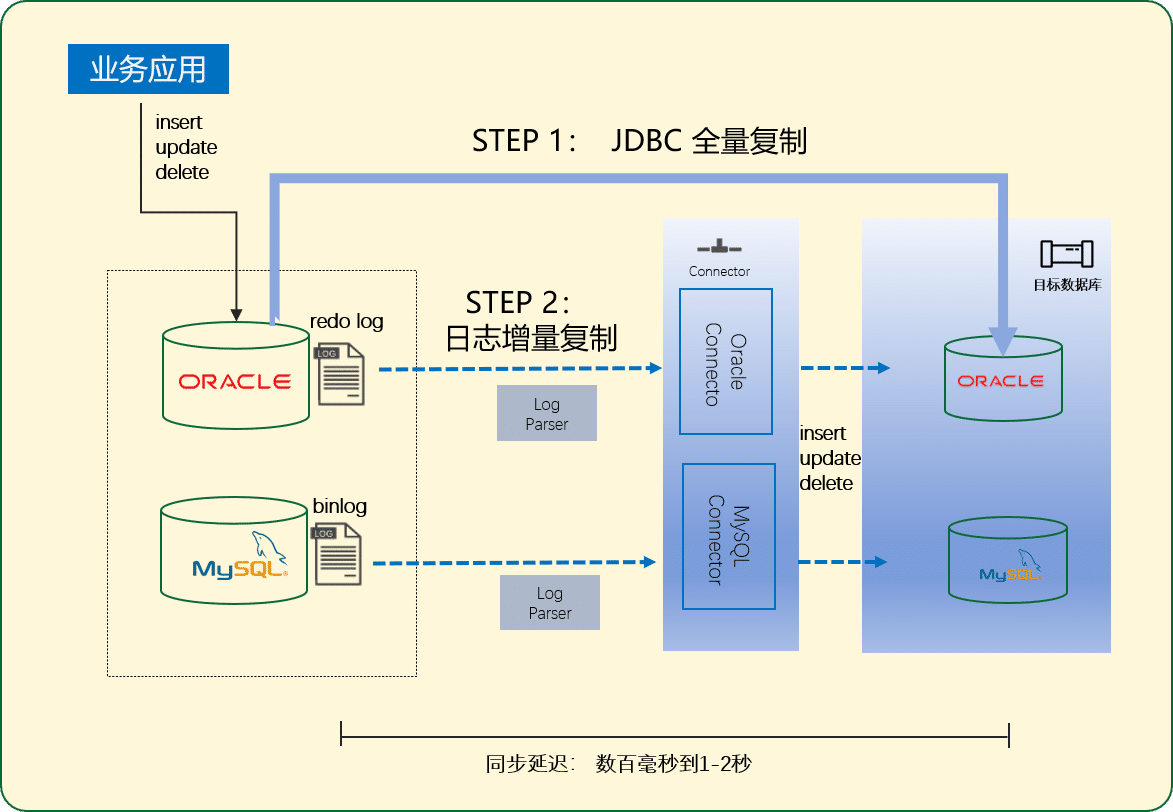 业务应用
insert
update
delete
STEP 1： JDBC 全量复制
Connector
目标数据库
STEP 2：
日志增量复制
redo log
LOG
ORACLE
Log
Parser
Oracle
Connecto
ORACLE
insert
update
delete
binlog
LOG
MySQL®
Log
Parser
MySQL
Connector
MySQL
同步延迟： 数百毫秒到1-2秒